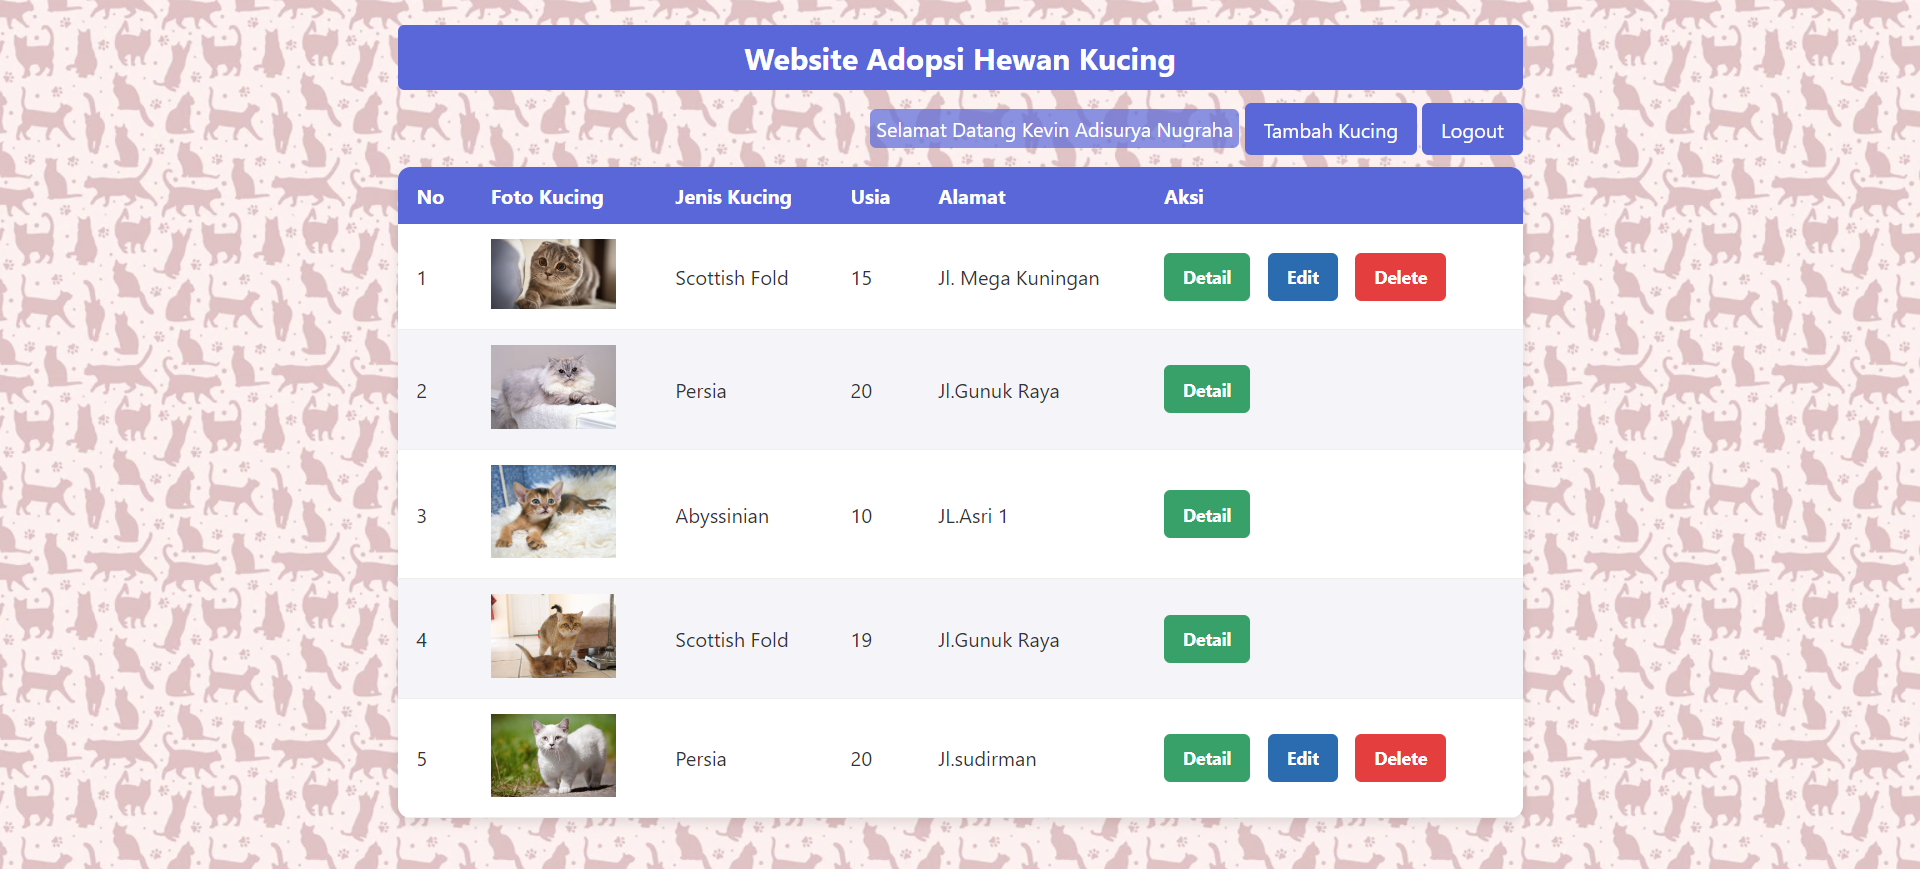 Website Adopsi Hewan Kucing
Selamat Datang Kevin Adisurya Nugraha Tambah Kucing Logout
No Foto Kucing Jenis Kucing Usia Alamat Aksi
1 Scottish Fold 15 Jl. Mega Kuningan Detail Edit Delete
2 Persia 20 Jl.Gunuk Raya Detail
3 Abyssinian 10 JL.Asri 1 Detail
4 Scottish Fold 19 Jl.Gunuk Raya Detail
5 Persia 20 Jl.sudirman Detail Edit Delete